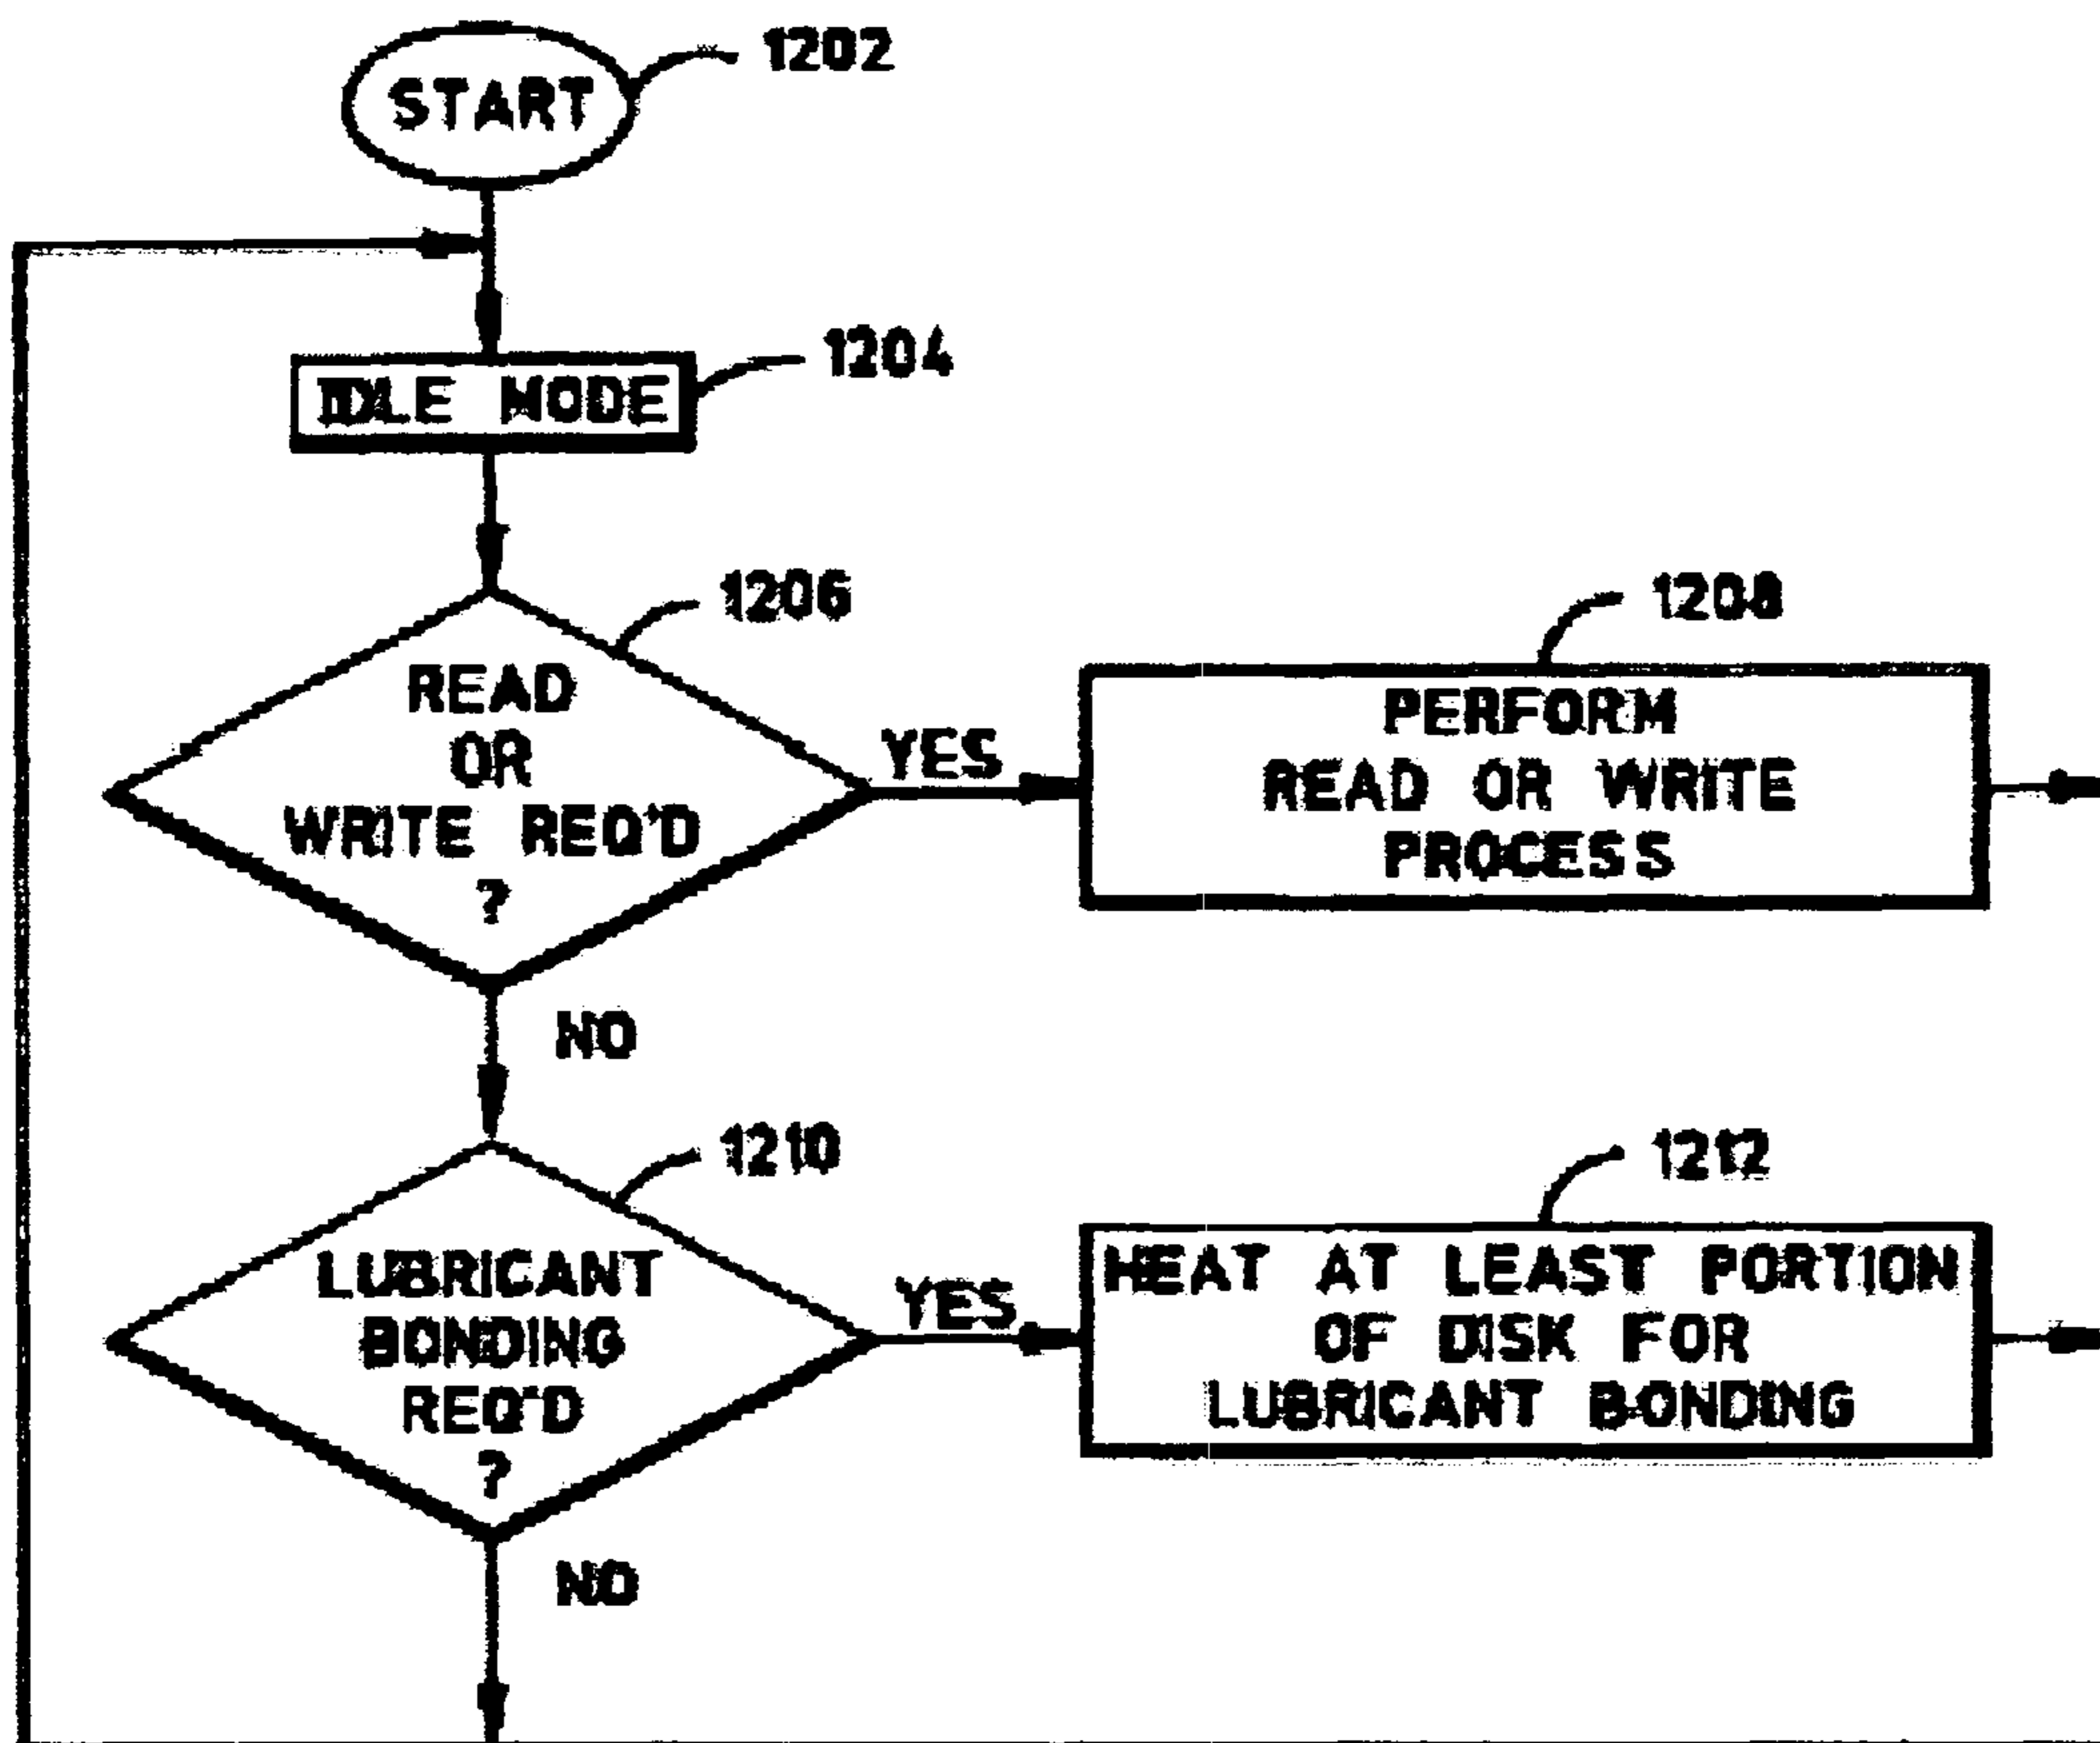 START
1202
IDLE MODE
1204
READ
OR
WRITE REQ'D
?
1206
YES
1208
PERFORM
READ OR WRITE
PROCESS
NO
LUBRICANT
BONDING
REQ'D
?
1210
YES
1212
HEAT AT LEAST PORTION
OF DISK FOR
LUBRICANT BONDING
NO